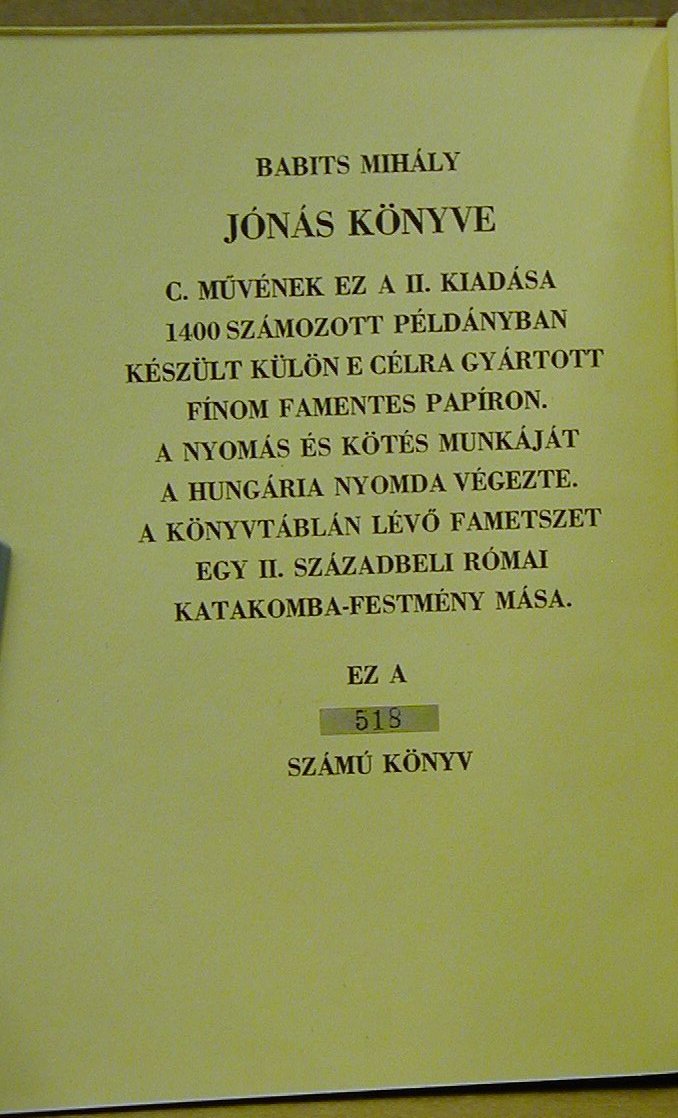 BABITS MIHÁLY
JÓNÁS KÖNYVE
C. MŰVÉNEK EZ A II. KIADÁSA
1400 SZÁMOZOTT PÉLDÁNYBAN
KÉSZÜLT KÜLÖN E CÉLRA GYÁRTOTT
FÍNOM FAMENTES PAPÍRON.
A NYOMÁS ÉS KÖTÉS MUNKÁJÁT
A HUNGÁRIA NYOMDA VÉGEZTE.
A KÖNYVTÁBLÁN LÉVŐ FAMETSZET
EGY II. SZÁZADBELI RÓMAI
KATAKOMBA-FESTMÉNY MÁSA.
EZ A
518
SZÁMÚ KÖNYV